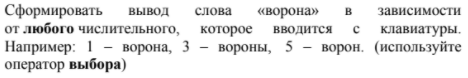 Сформировать вывод слова «ворона» в зависимости
от любого числительного, которое вводится с клавиатуры.
Например: 1 – ворона, 3 – вороны, 5 – ворон. (используйте
оператор выбора)